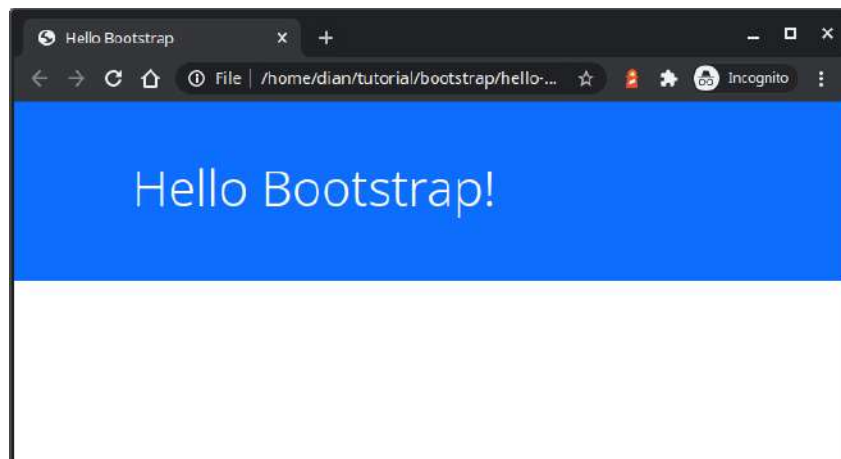 Hello Bootstrap
File | /home/dian/tutorial/bootstrap/hello-... Incognito
Hello Bootstrap!